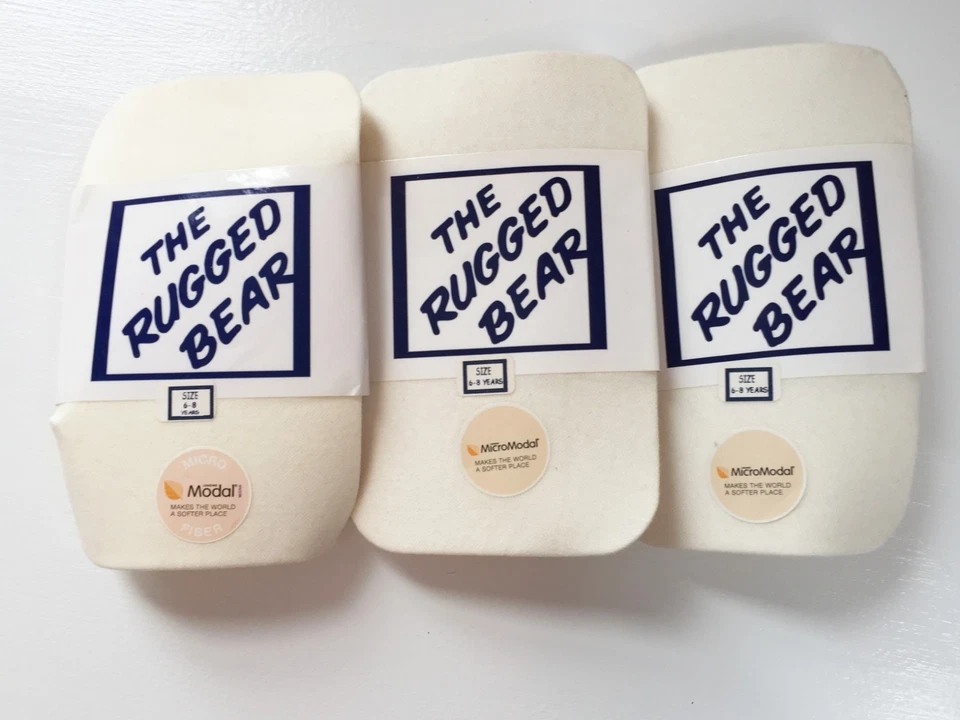 THE
RUGGED
BEAR
SIZE
6-8
YEARS
MICRO
Modal
MAKES THE WORLD
A SOFTER PLACE
FIBER
THE
RUGGED
BEAR
SIZE
6-8 YEARS
MicroModal
MAKES THE WORLD
A SOFTER PLACE
THE
RUGGED
BEAR
SIZE
6-8 YEARS
MicroModal
MAKES THE WORLD
A SOFTER PLACE